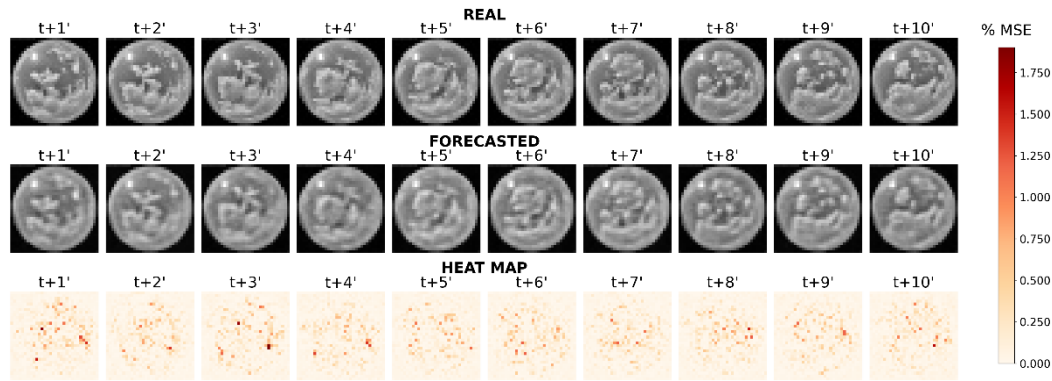 REAL
t+1' t+2' t+3' t+4' t+5' t+6' t+7' t+8' t+9' t+10'
% MSE
FORECASTED
t+1' t+2' t+3' t+4' t+5' t+6' t+7' t+8' t+9' t+10'
HEAT MAP
t+1' t+2' t+3' t+4' t+5' t+6' t+7' t+8' t+9' t+10'
1.750
1.500
1.250
1.000
0.750
0.500
0.250
0.000